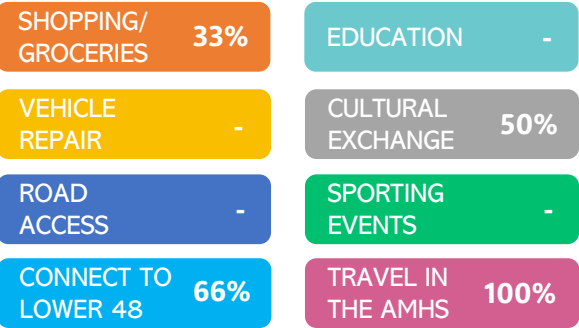 SHOPPING/
GROCERIES 33%
EDUCATION -
VEHICLE
REPAIR -
CULTURAL
EXCHANGE 50%
ROAD
ACCESS -
SPORTING
EVENTS -
CONNECT TO
LOWER 48 66%
TRAVEL IN
THE AMHS 100%